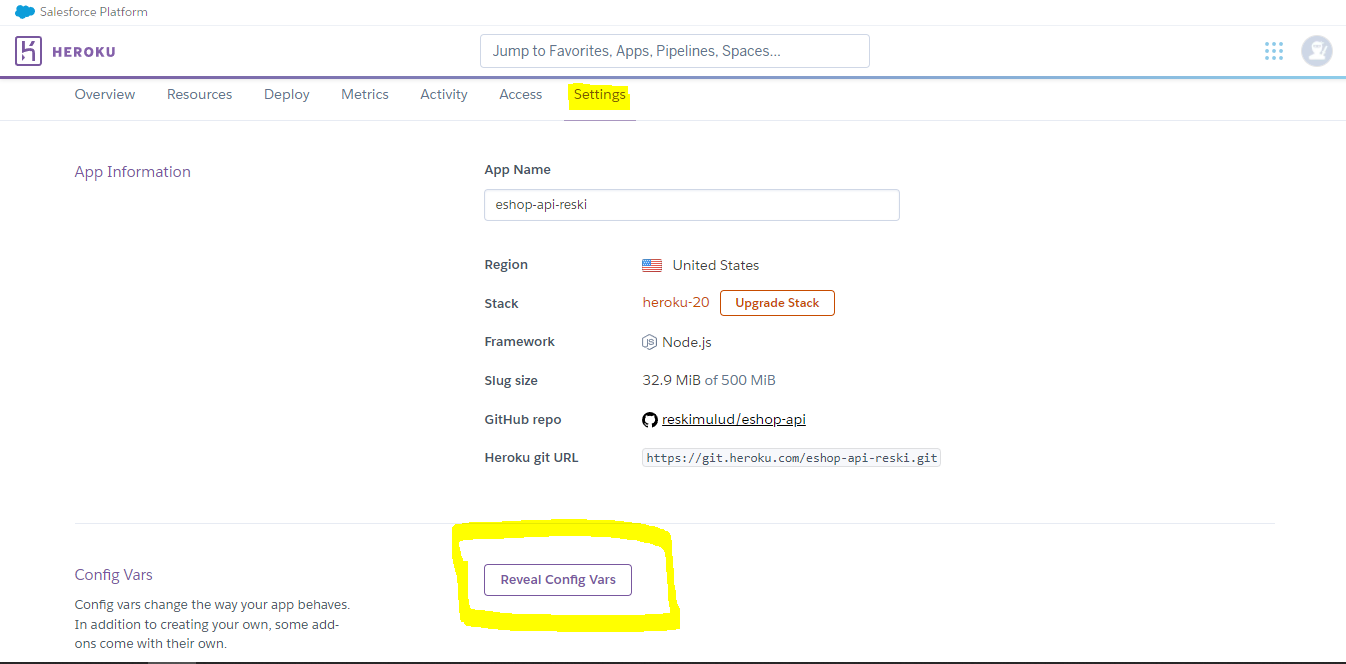 Salesforce Platform
HEROKU
Jump to Favorites, Apps, Pipelines, Spaces...
Overview Resources Deploy Metrics Activity Access Settings
App Information
App Name
eshop-api-reski
Region United States
Stack heroku-20 Upgrade Stack
Framework JS Node.js
Slug size 32.9 MiB of 500 MiB
GitHub repo reskimulud/eshop-api
Heroku git URL https://git.heroku.com/eshop-api-reski.git
Config Vars
Reveal Config Vars
Config vars change the way your app behaves.
In addition to creating your own, some add-
ons come with their own.